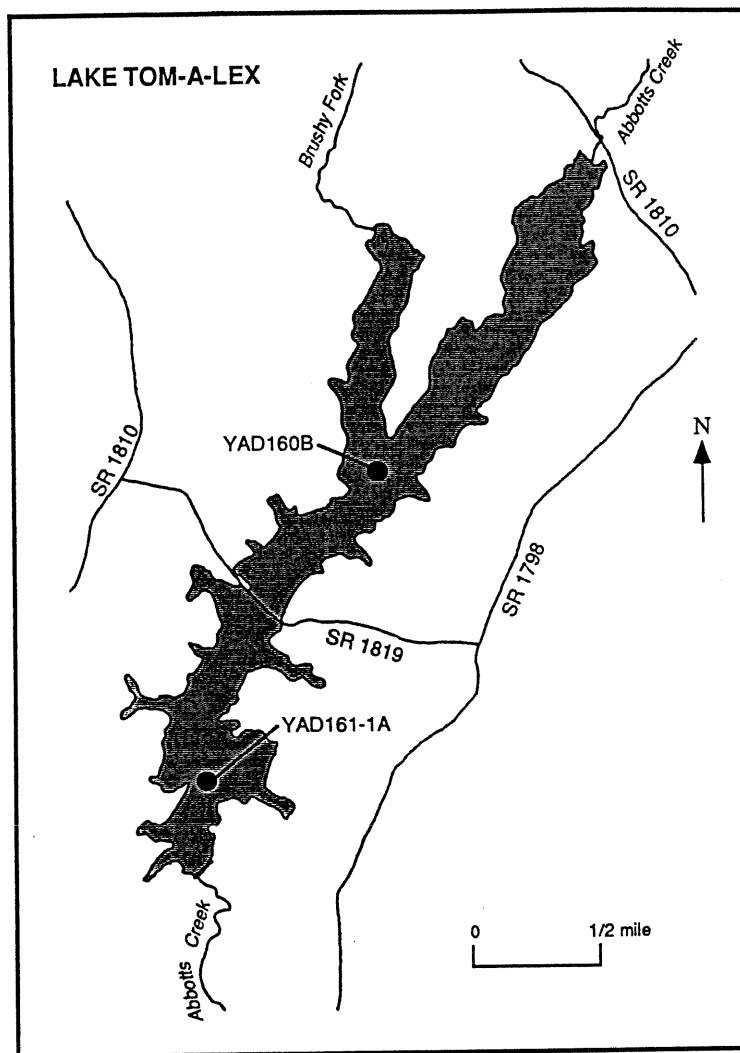 LAKE TOM-A-LEX
Brushy Fork
Abbotts Creek
SR 1810
SR 1810
YAD160B
N
SR 1798
SR 1819
YAD161-1A
Abbotts Creek
0 1/2 mile